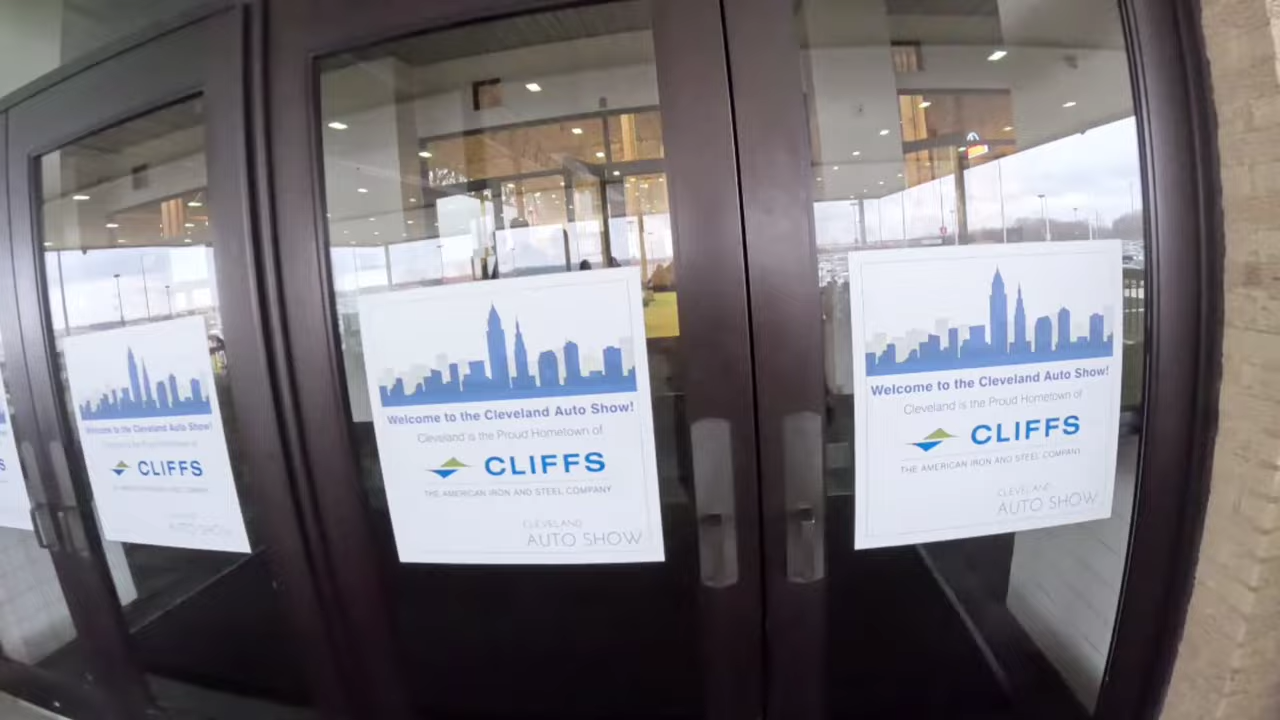 Welcome to the Cleveland Auto Show!
CLIFFS
Welcome to the Cleveland Auto Show!
Cleveland is the Proud Hometown of
CLIFFS
THE AMERICAN IRON AND STEEL COMPANY
CLEVELAND
AUTO SHOW
Welcome to the Cleveland Auto Show!
Cleveland is the Proud Hometown of
CLIFFS
THE AMERICAN IRON AND STEEL COMPANY
CLEVELAND
AUTO SHOW